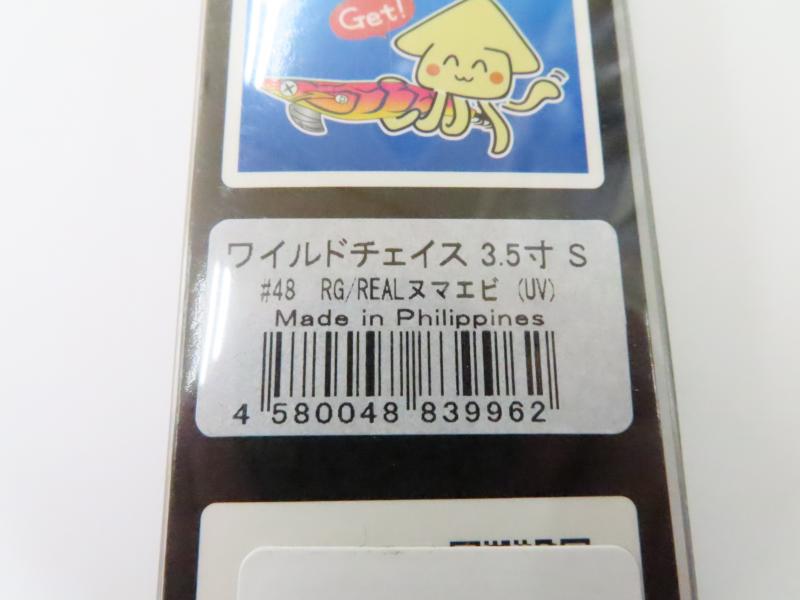 Get!
ワイルドチェイス 3.5寸 S
#48 RG/REALヌマエビ (UV)
Made in Philippines
4 580048 839962